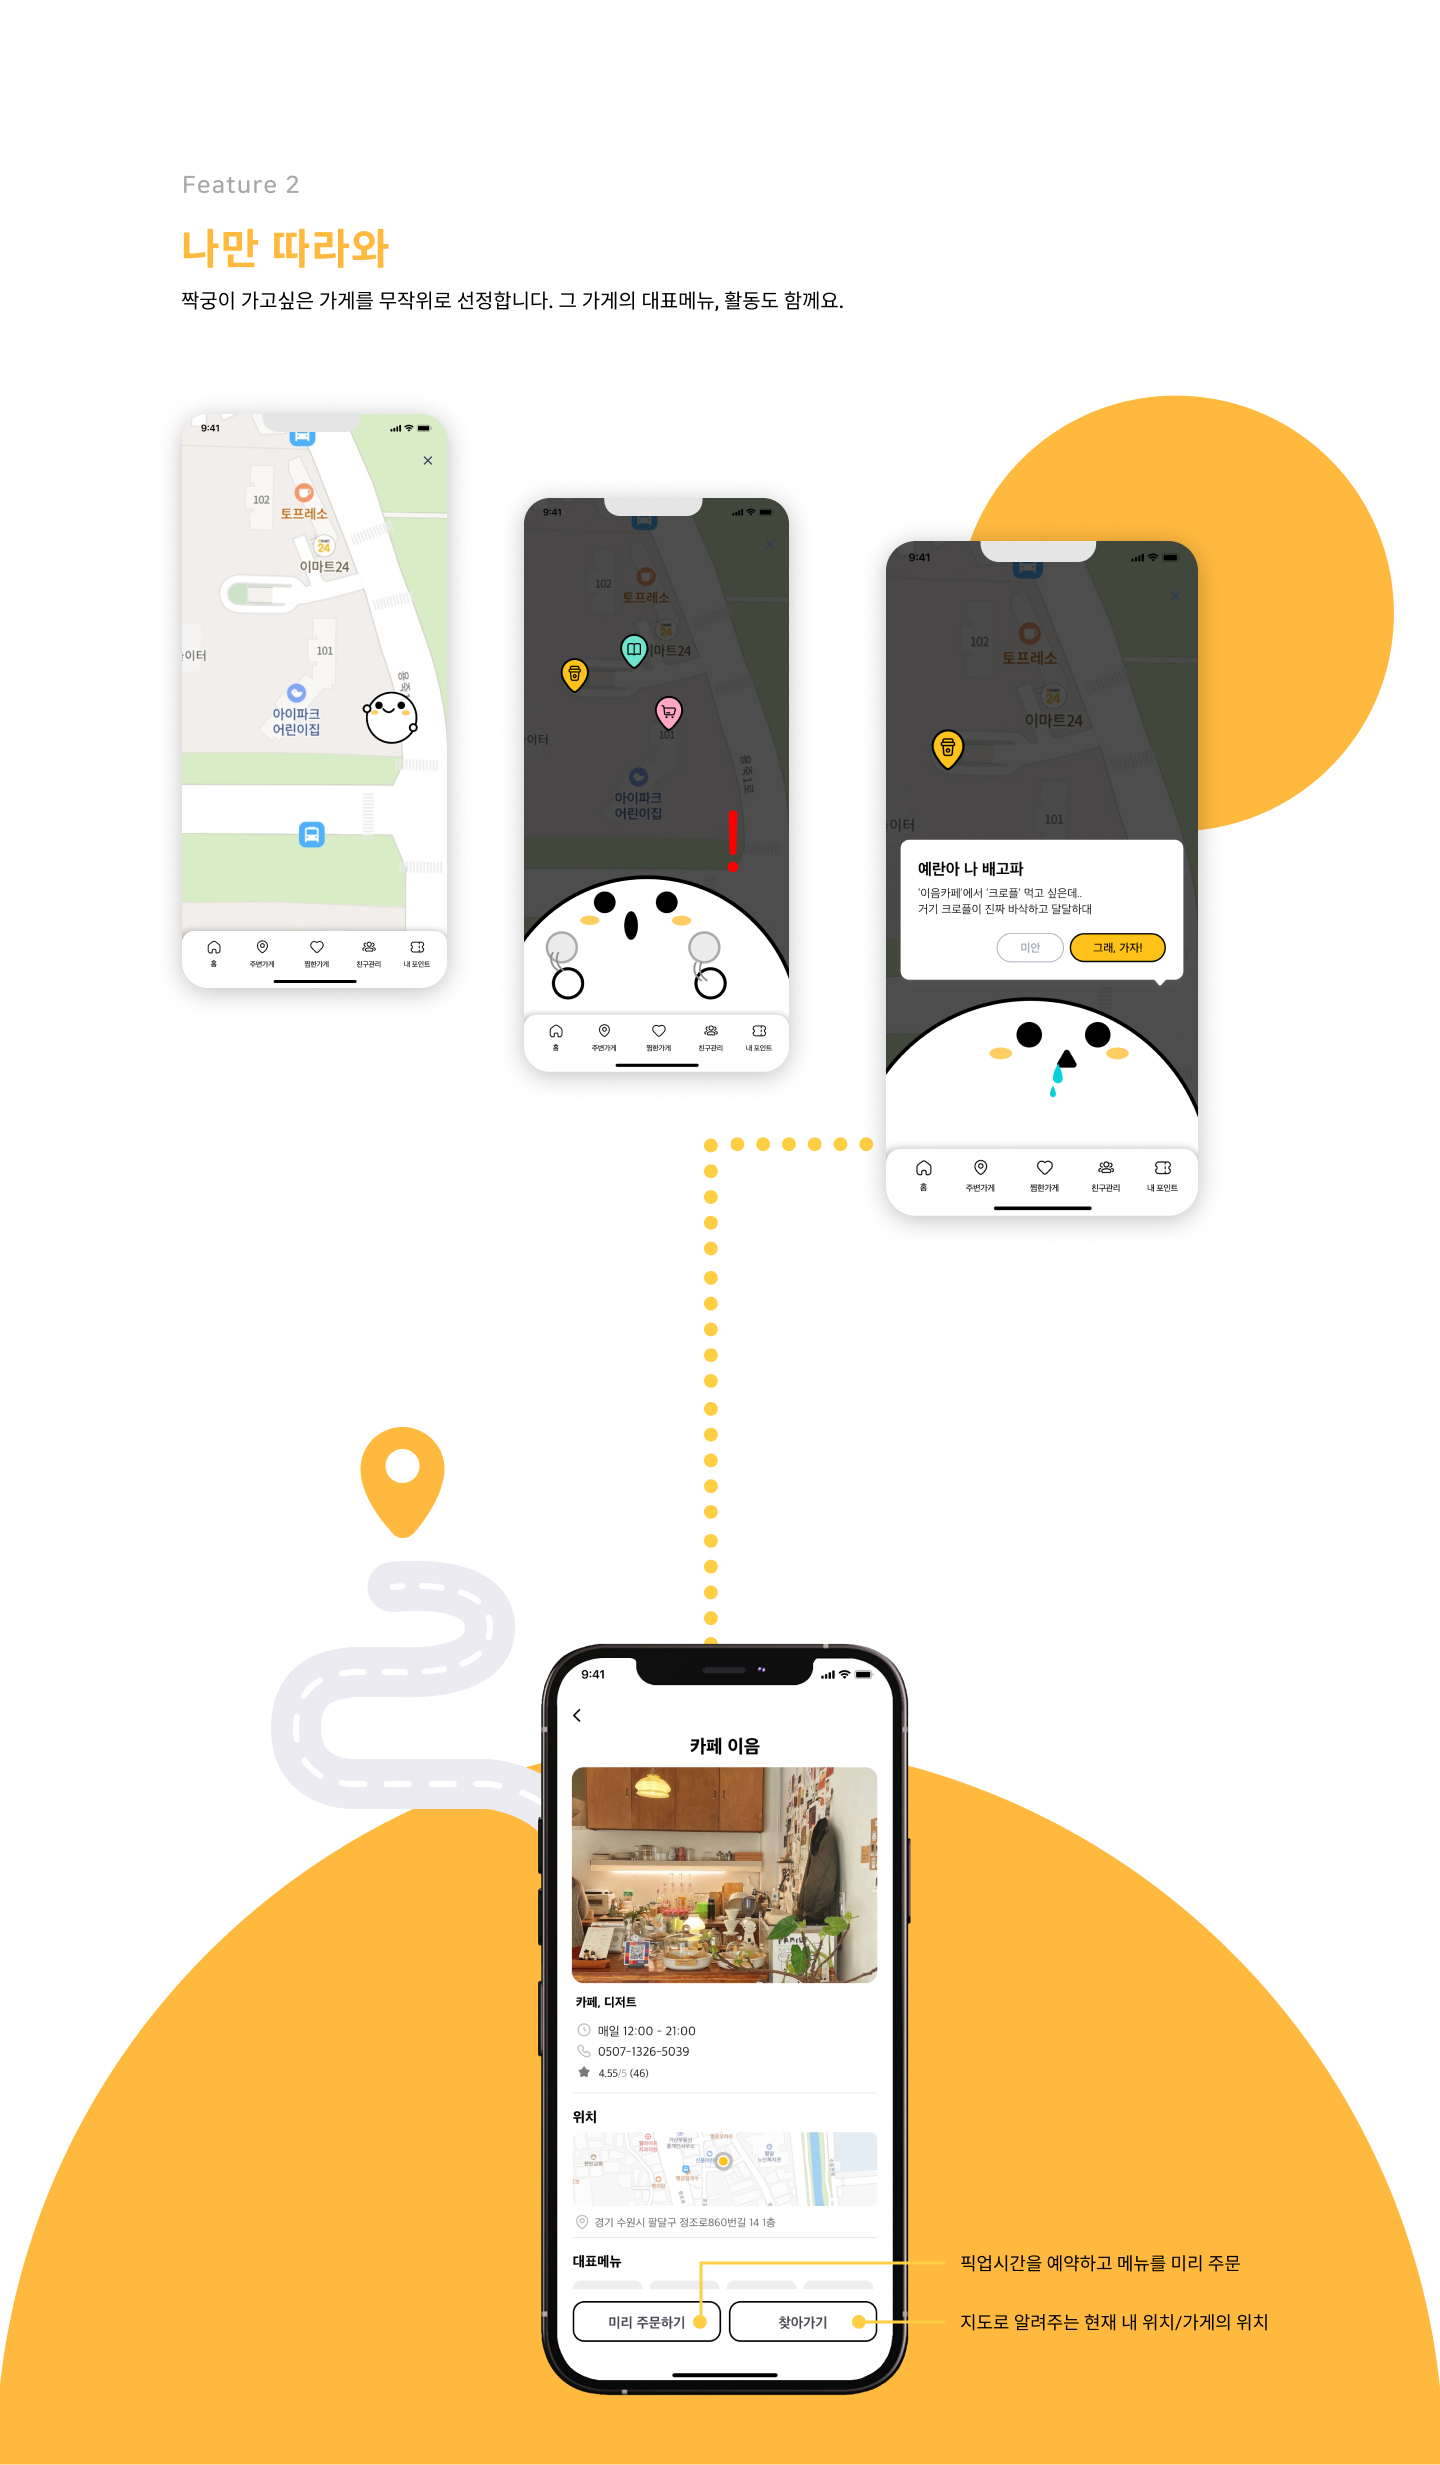 Feature 2
나만 따라와
짝궁이 가고싶은 가게를 무작위로 선정합니다. 그 가게의 대표메뉴, 활동도 함께요.
9:41
102
토프레소
24
이마트24
이터
101
용죽1
아이파크
어린이집
홈
주변가게
찜한가게
친구관리
내 포인트
9:41
102
토프레소
24
이마트24
이터
101
용죽1로
아이파크
어린이집
홈
주변가게
찜한가게
친구관리
내 포인트
9:41
102
토프레소
24
이마트24
이터
101
예란아 나 배고파
'이음카페'에서 '크로플' 먹고 싶은데..
거기 크로플이 진짜 바삭하고 달달하대
미안
그래, 가자!
홈
주변가게
찜한가게
친구관리
내 포인트
9:41
카페 이음
카페, 디저트
매일 12:00 - 21:00
0507-1326-5039
4.55/5 (46)
위치
경기 수원시 팔달구 정조로860번길 14 1층
대표메뉴
픽업시간을 예약하고 메뉴를 미리 주문
미리 주문하기
찾아가기
지도로 알려주는 현재 내 위치/가게의 위치